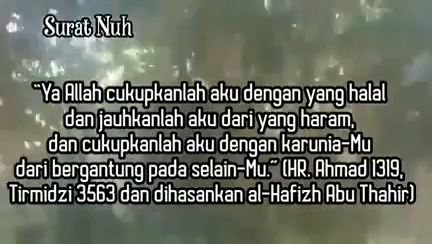 Surat Nuh
“Ya Allah cukupkanlah aku dengan yang halal
dan jauhkanlah aku dari yang haram,
dan cukupkanlah aku dengan karunia-Mu
dari bergantung pada selain-Mu.” (HR. Ahmad 1319,
Tirmidzi 3563 dan dihasankan al-Hafizh Abu Thahir)